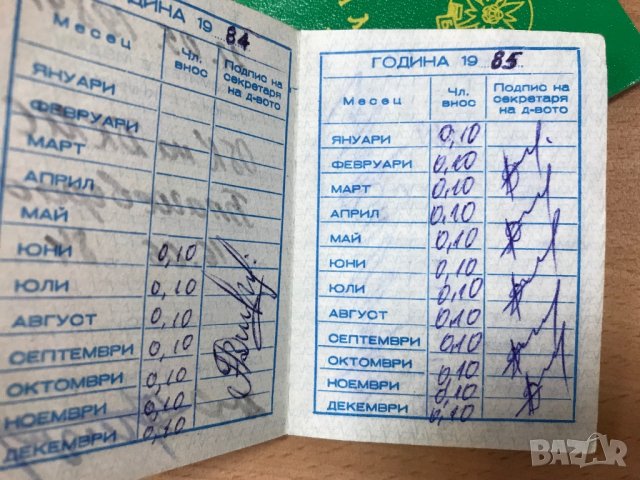 ГОДИНА 19 84
Месец Чл. внос Подпис на секретаря на д-вото
ЯНУАРИ
ФЕВРУАРИ
МАРТ
АПРИЛ
МАЙ
ЮНИ 0,10
ЮЛИ 0,10
АВГУСТ 0,10
СЕПТЕМВРИ 0,10
ОКТОМВРИ 0,10
НОЕМВРИ 0,10
ДЕКЕМВРИ 0,10
ГОДИНА 19 85
Месец Чл. внос Подпис на секретаря на д-вото
ЯНУАРИ 0,10
ФЕВРУАРИ 0,10
МАРТ 0,10
АПРИЛ 0,10
МАЙ 0,10
ЮНИ 0,10
ЮЛИ 0,10
АВГУСТ 0,10
СЕПТЕМВРИ 0,10
ОКТОМВРИ 0,10
НОЕМВРИ 0,10
ДЕКЕМВРИ 0,10
BAZAR